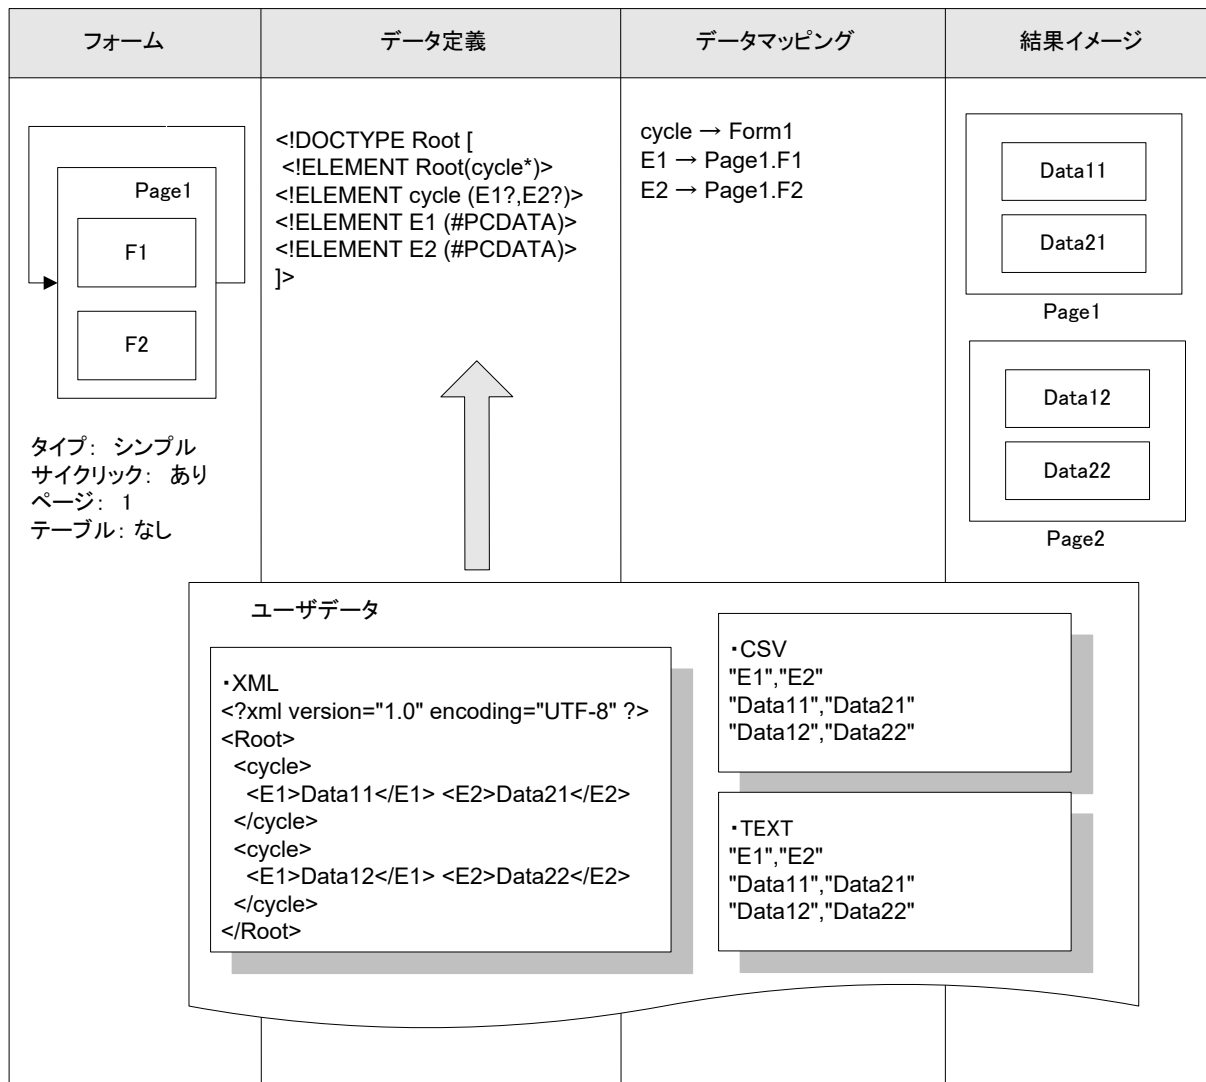 フォーム
データ定義
データマッピング
結果イメージ
Page1
F1
F2
タイプ： シンプル
サイクリック： あり
ページ： 1
テーブル： なし
<!DOCTYPE Root [
<!ELEMENT Root(cycle*)>
<!ELEMENT cycle (E1?,E2?)>
<!ELEMENT E1 (#PCDATA)>
<!ELEMENT E2 (#PCDATA)>
]>
cycle → Form1
E1 → Page1.F1
E2 → Page1.F2
Data11
Data21
Page1
Data12
Data22
Page2
ユーザデータ
・XML
<?xml version="1.0" encoding="UTF-8" ?>
<Root>
<cycle>
<E1>Data11</E1> <E2>Data21</E2>
</cycle>
<cycle>
<E1>Data12</E1> <E2>Data22</E2>
</cycle>
</Root>
・CSV
"E1","E2"
"Data11","Data21"
"Data12","Data22"
・TEXT
"E1","E2"
"Data11","Data21"
"Data12","Data22"